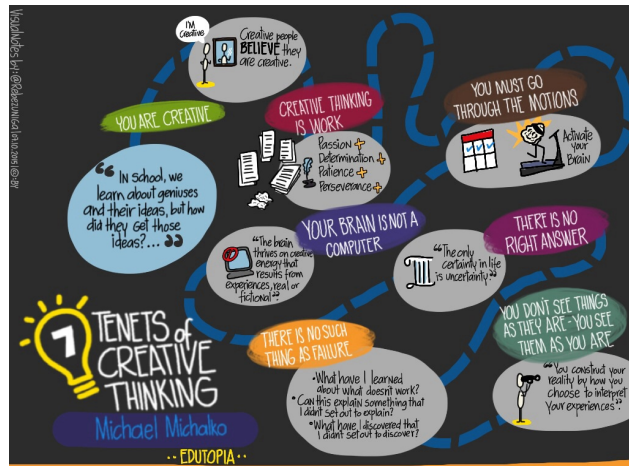 I'M
Creative
Creative people
BELIEVE they
are creative.
YOU ARE CREATIVE
CREATIVE THINKING
IS WORK
Passion +
Determination +
Patience +
Perseverance +
YOU MUST GO
THROUGH THE MOTIONS
Activate
your
Brain
“In school, we
learn about geniuses
and their ideas, but how
did they get those
ideas?...”
YOUR BRAIN IS NOT A
COMPUTER
“The brain
thrives on creative
energy that
results from
experiences, real or
fictional”.
THERE IS NO
RIGHT ANSWER
“The only
certainty in life
is uncertainty.”
YOU DON'T SEE THINGS
AS THEY ARE - YOU SEE
THEM AS YOU ARE
“You construct your
reality by how you
choose to interpret
your experiences”.
THERE IS NO SUCH
THING AS FAILURE
•What have I learned
about what doesn't work?
•Can this explain something that
I didn't set out to explain?
•What have I discovered that
I didn't set out to discover?
7
TENETS of
CREATIVE
THINKING
Michael Michalko
•• EDUTOPIA ••